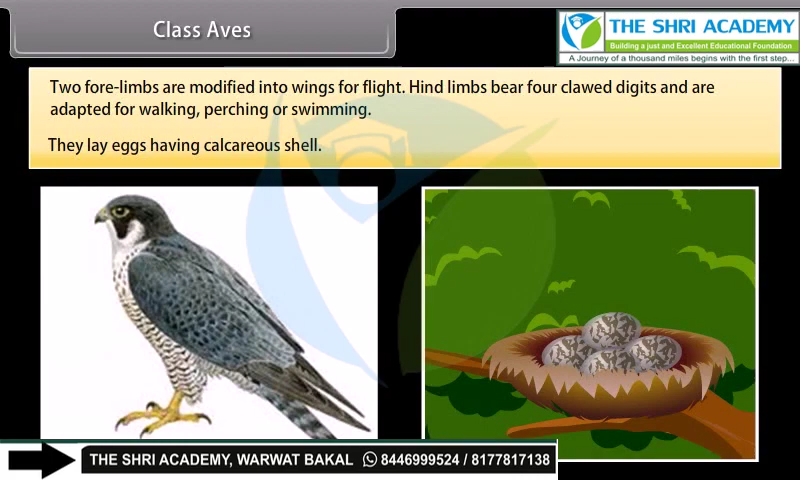 Class Aves
THE SHRI ACADEMY
Building a just and Excellent Educational Foundation
A Journey of a thousand miles begins with the first step...
Two fore-limbs are modified into wings for flight. Hind limbs bear four clawed digits and are
adapted for walking, perching or swimming.
They lay eggs having calcareous shell.
THE SHRI ACADEMY, WARWAT BAKAL 8446999524 / 8177817138